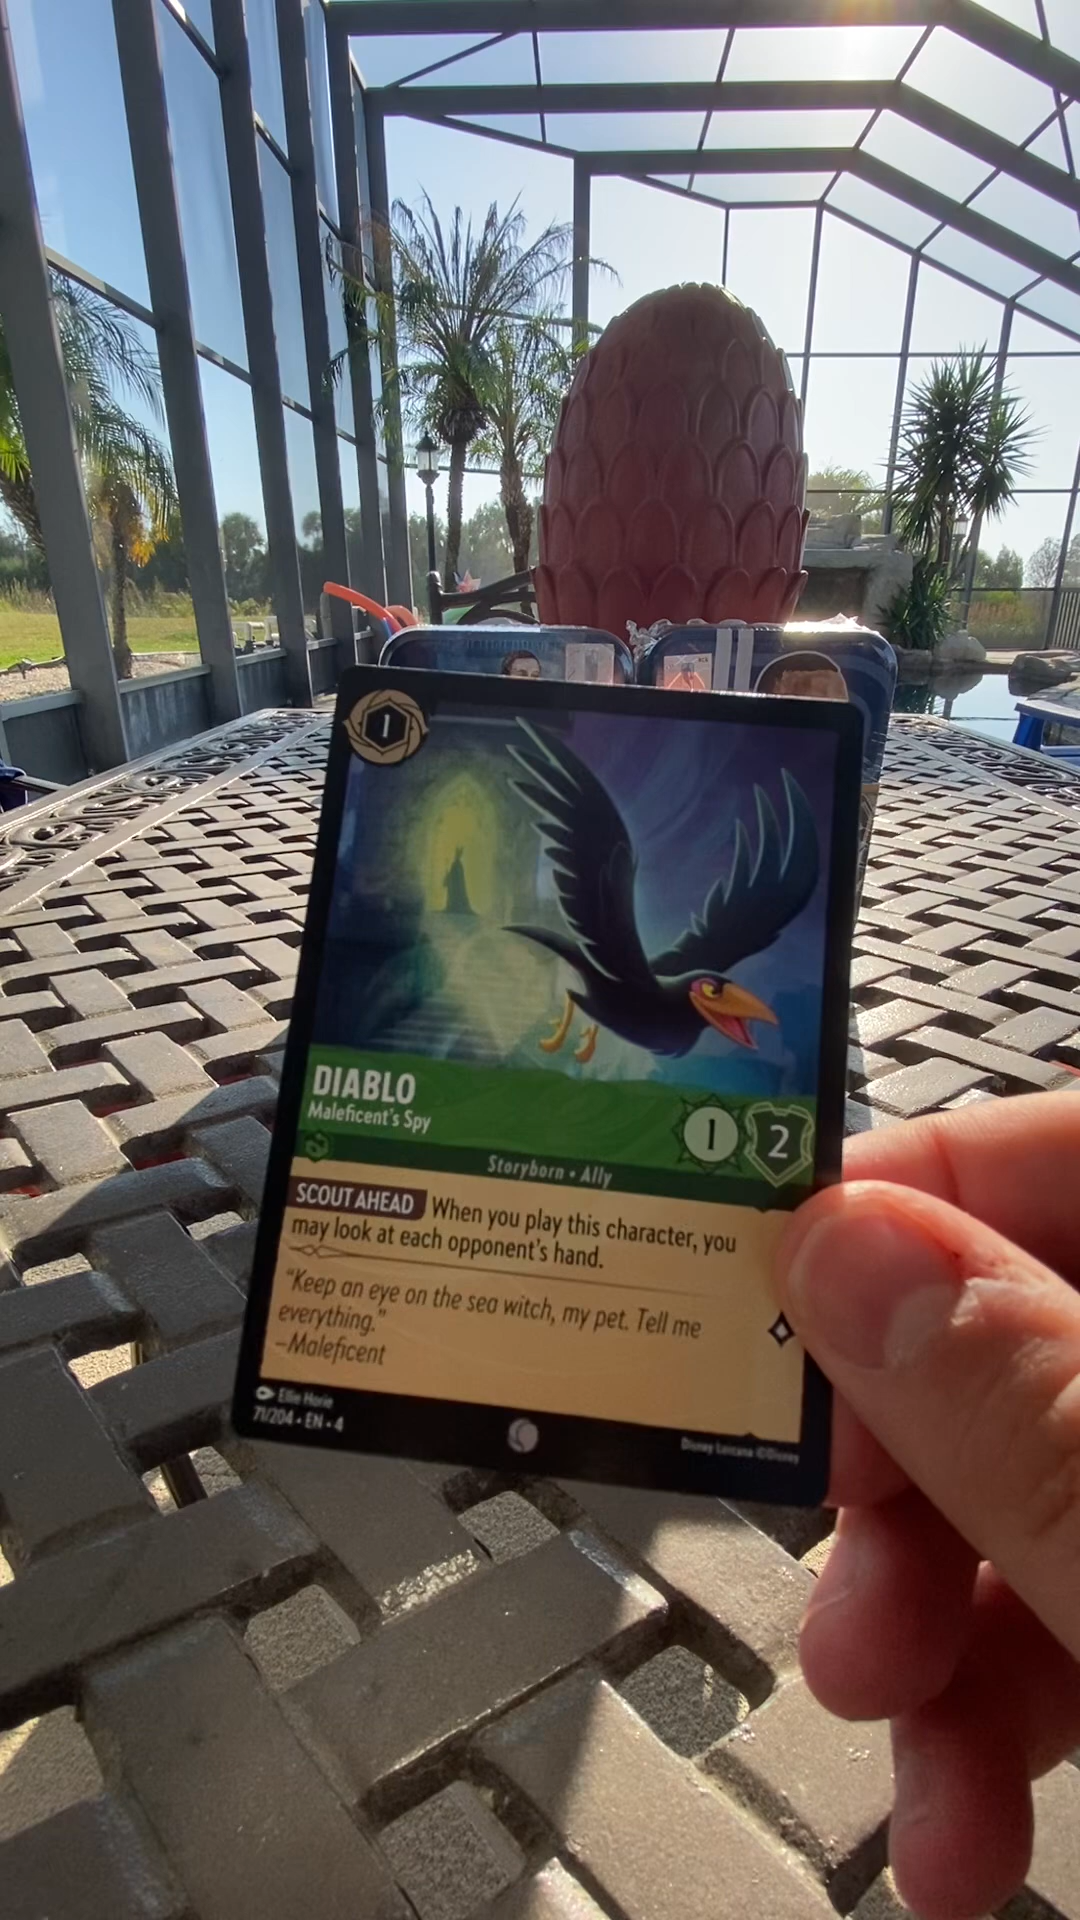 1
DIABLO
Maleficent's Spy
1 2
Storyborn • Ally
SCOUT AHEAD When you play this character, you
may look at each opponent's hand.
"Keep an eye on the sea witch, my pet. Tell me
everything."
–Maleficent
Ellie Horie
71/204 • EN • 4
Disney Lorcana ©Disney